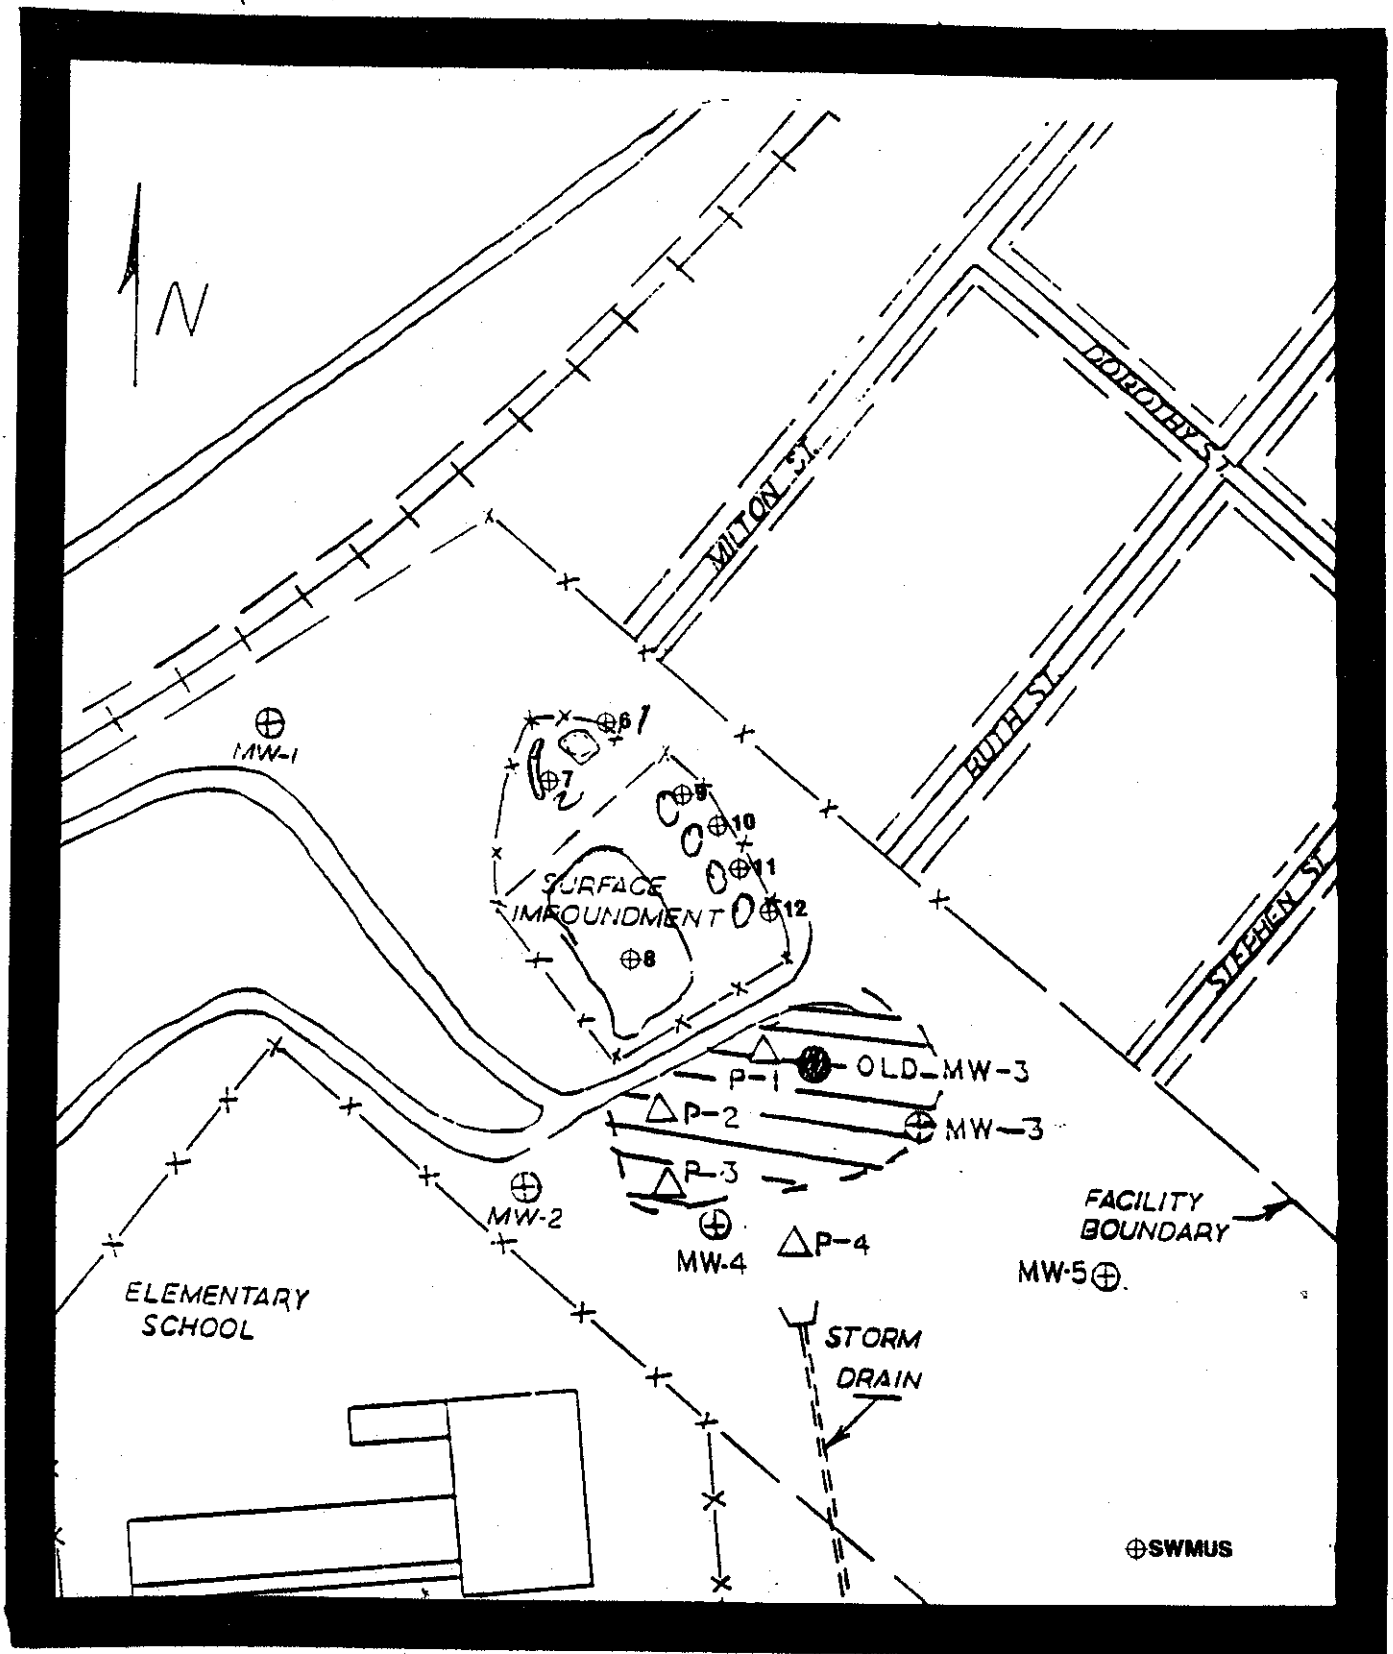 N
DOROTHY ST.
MILTON ST.
RUTH ST.
STEPHEN ST.
MW-1
6 1
7
2
9
10
11
12
SURFACE
IMPOUNDMENT
8
P-1
OLD MW-3
P-2
MW-3
P-3
MW-2
MW-4
P-4
FACILITY
BOUNDARY
MW-5
ELEMENTARY
SCHOOL
STORM
DRAIN
SWMUS